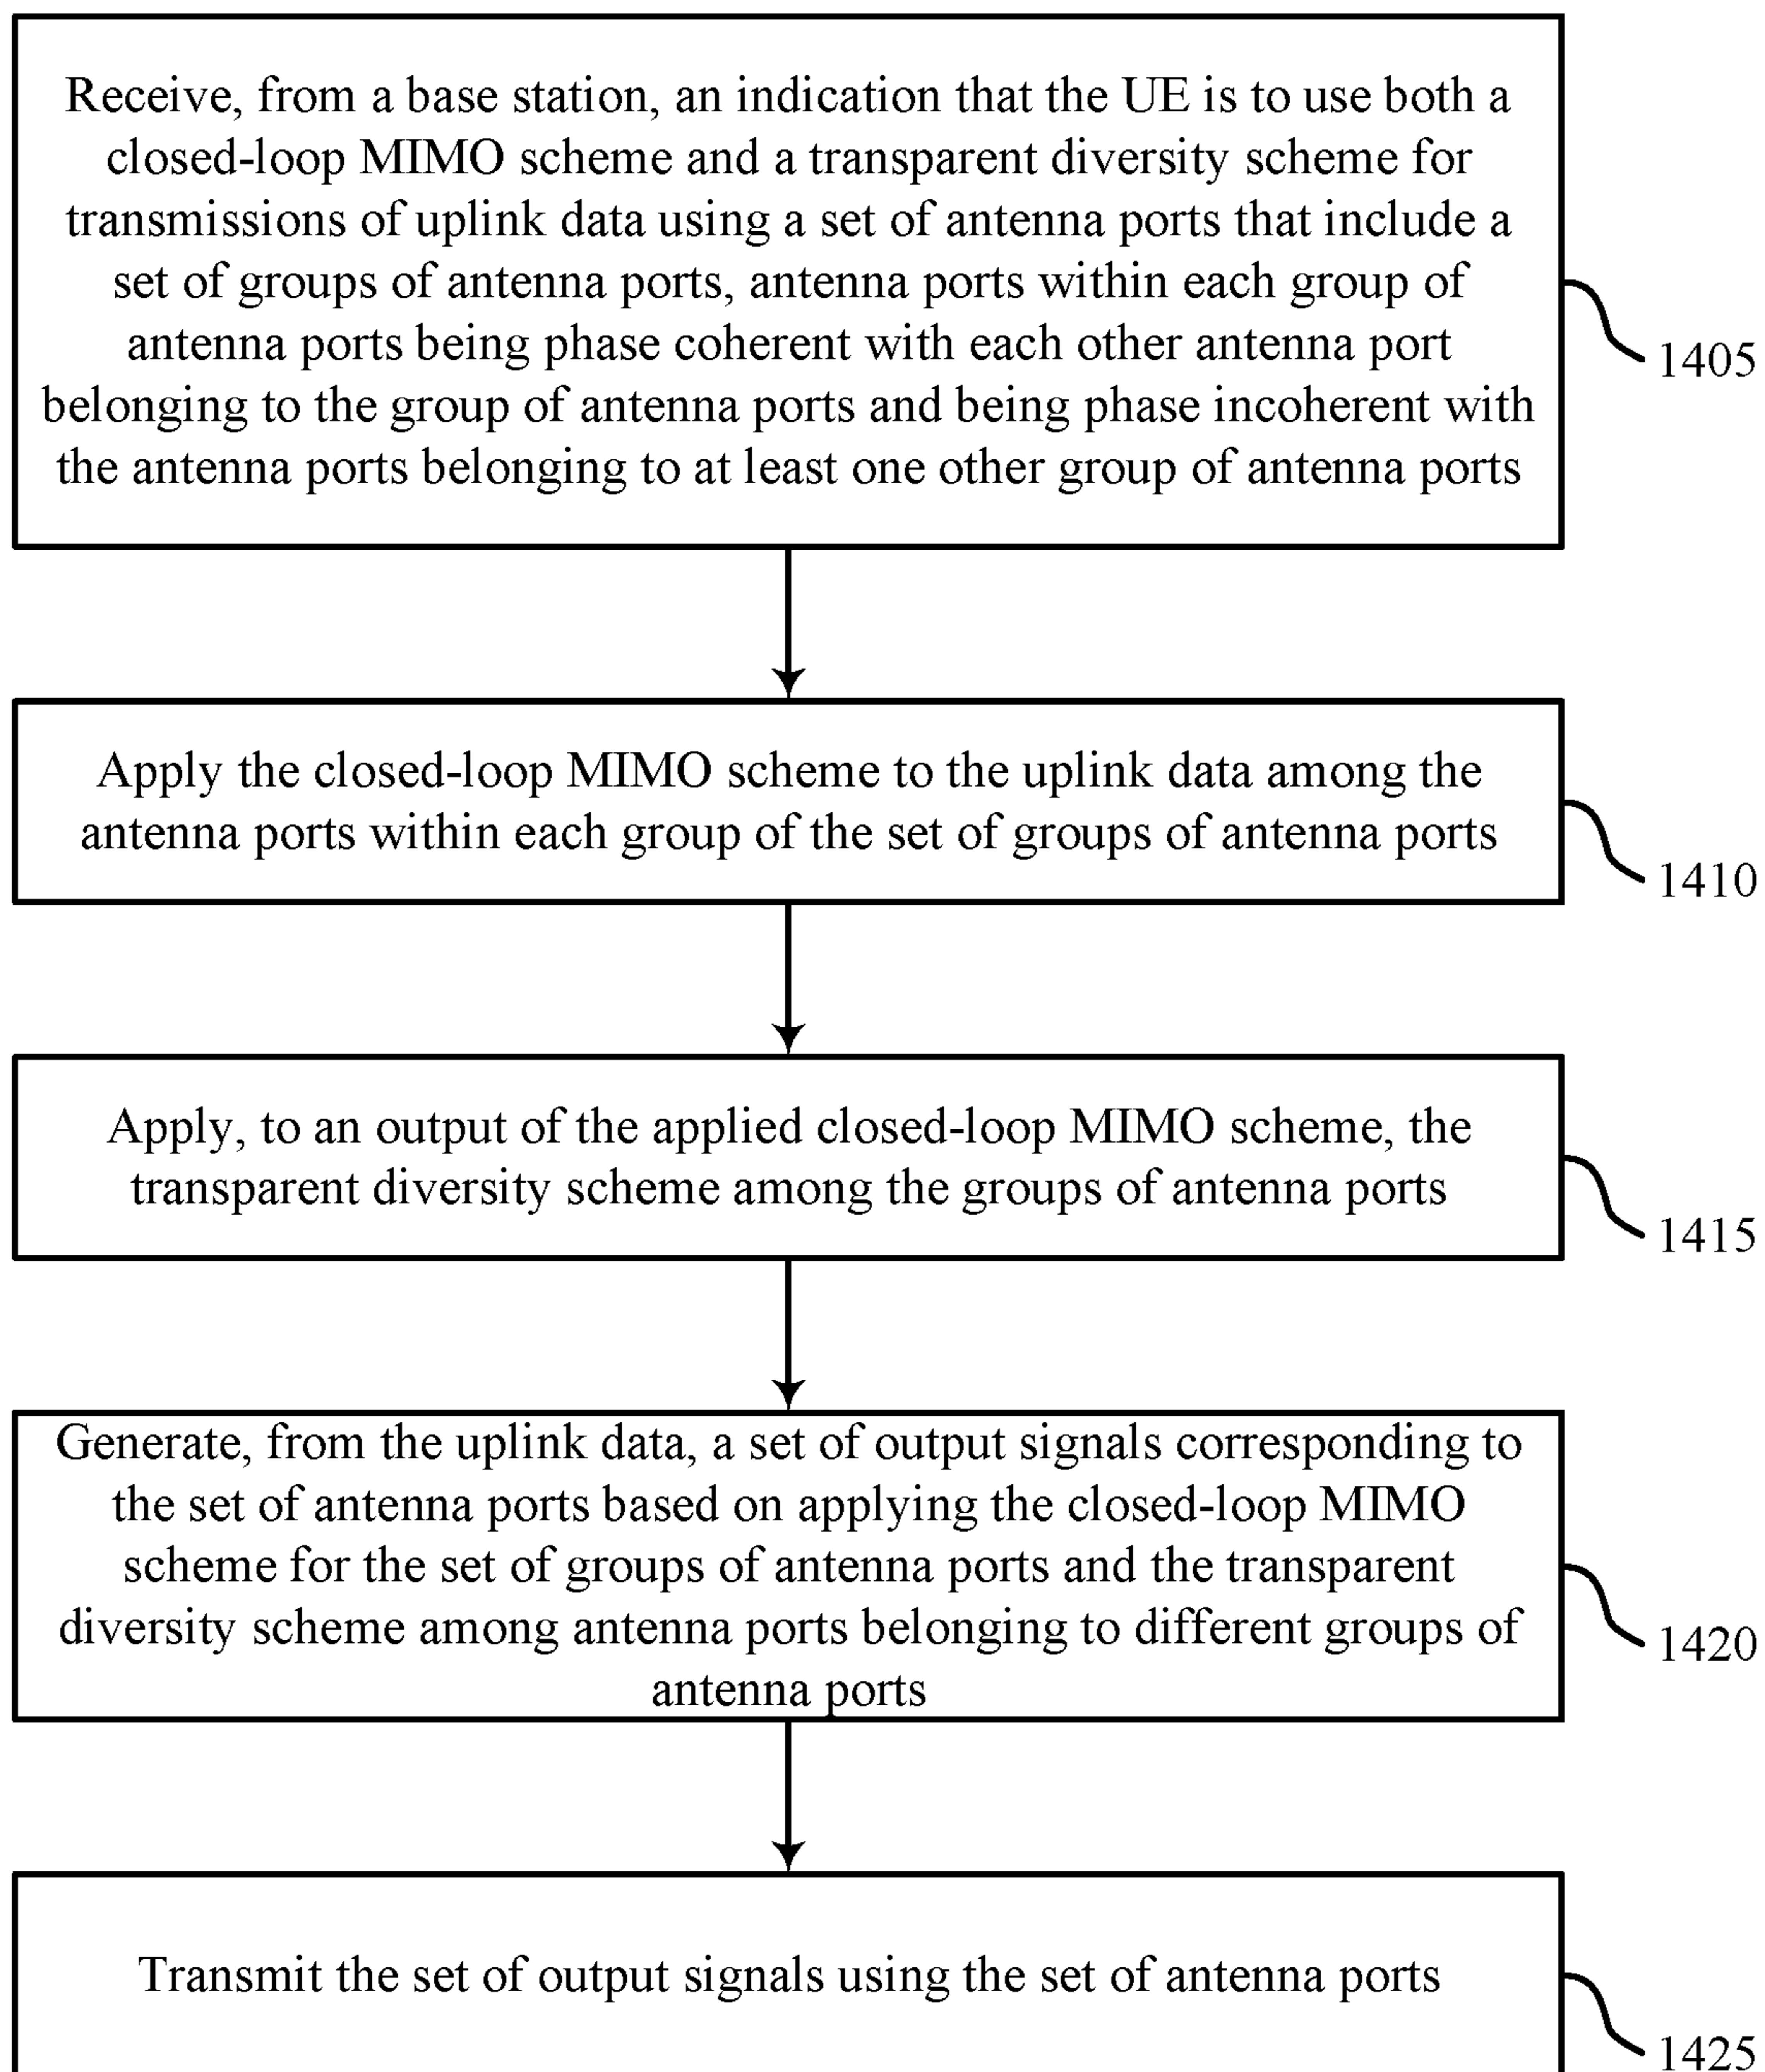 Receive, from a base station, an indication that the UE is to use both a
closed-loop MIMO scheme and a transparent diversity scheme for
transmissions of uplink data using a set of antenna ports that include a
set of groups of antenna ports, antenna ports within each group of
antenna ports being phase coherent with each other antenna port
belonging to the group of antenna ports and being phase incoherent with
the antenna ports belonging to at least one other group of antenna ports
1405
Apply the closed-loop MIMO scheme to the uplink data among the
antenna ports within each group of the set of groups of antenna ports
1410
Apply, to an output of the applied closed-loop MIMO scheme, the
transparent diversity scheme among the groups of antenna ports
1415
Generate, from the uplink data, a set of output signals corresponding to
the set of antenna ports based on applying the closed-loop MIMO
scheme for the set of groups of antenna ports and the transparent
diversity scheme among antenna ports belonging to different groups of
antenna ports
1420
Transmit the set of output signals using the set of antenna ports
1425